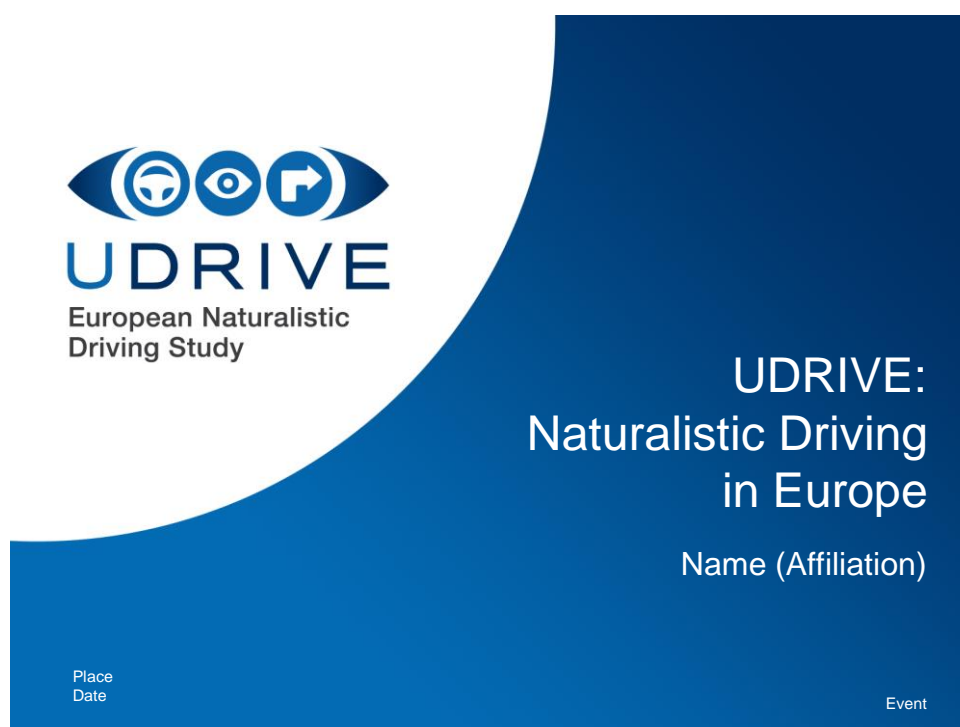 UDRIVE
European Naturalistic
Driving Study
UDRIVE:
Naturalistic Driving
in Europe
Name (Affiliation)
Place
Date
Event